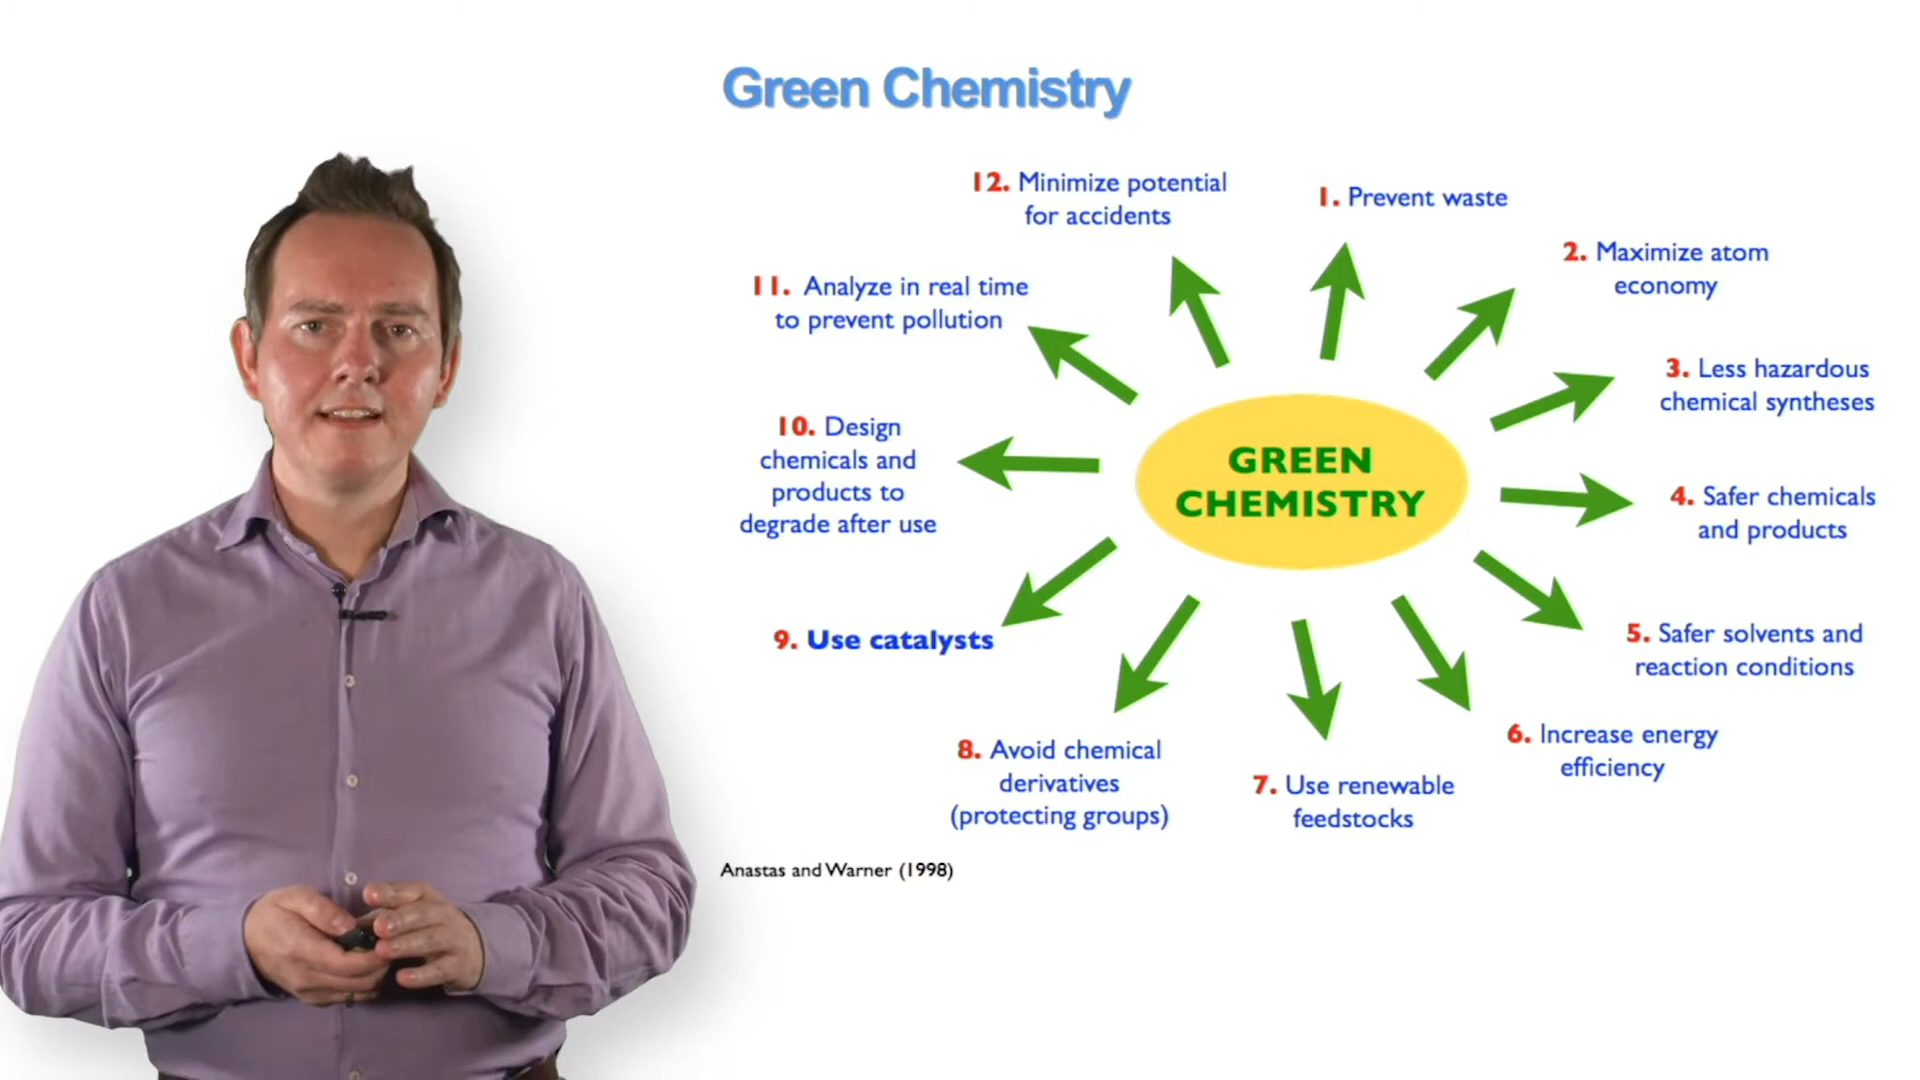 Green Chemistry
GREEN
CHEMISTRY
1. Prevent waste
2. Maximize atom
economy
3. Less hazardous
chemical syntheses
4. Safer chemicals
and products
5. Safer solvents and
reaction conditions
6. Increase energy
efficiency
7. Use renewable
feedstocks
8. Avoid chemical
derivatives
(protecting groups)
9. Use catalysts
10. Design
chemicals and
products to
degrade after use
11. Analyze in real time
to prevent pollution
12. Minimize potential
for accidents
Anastas and Warner (1998)